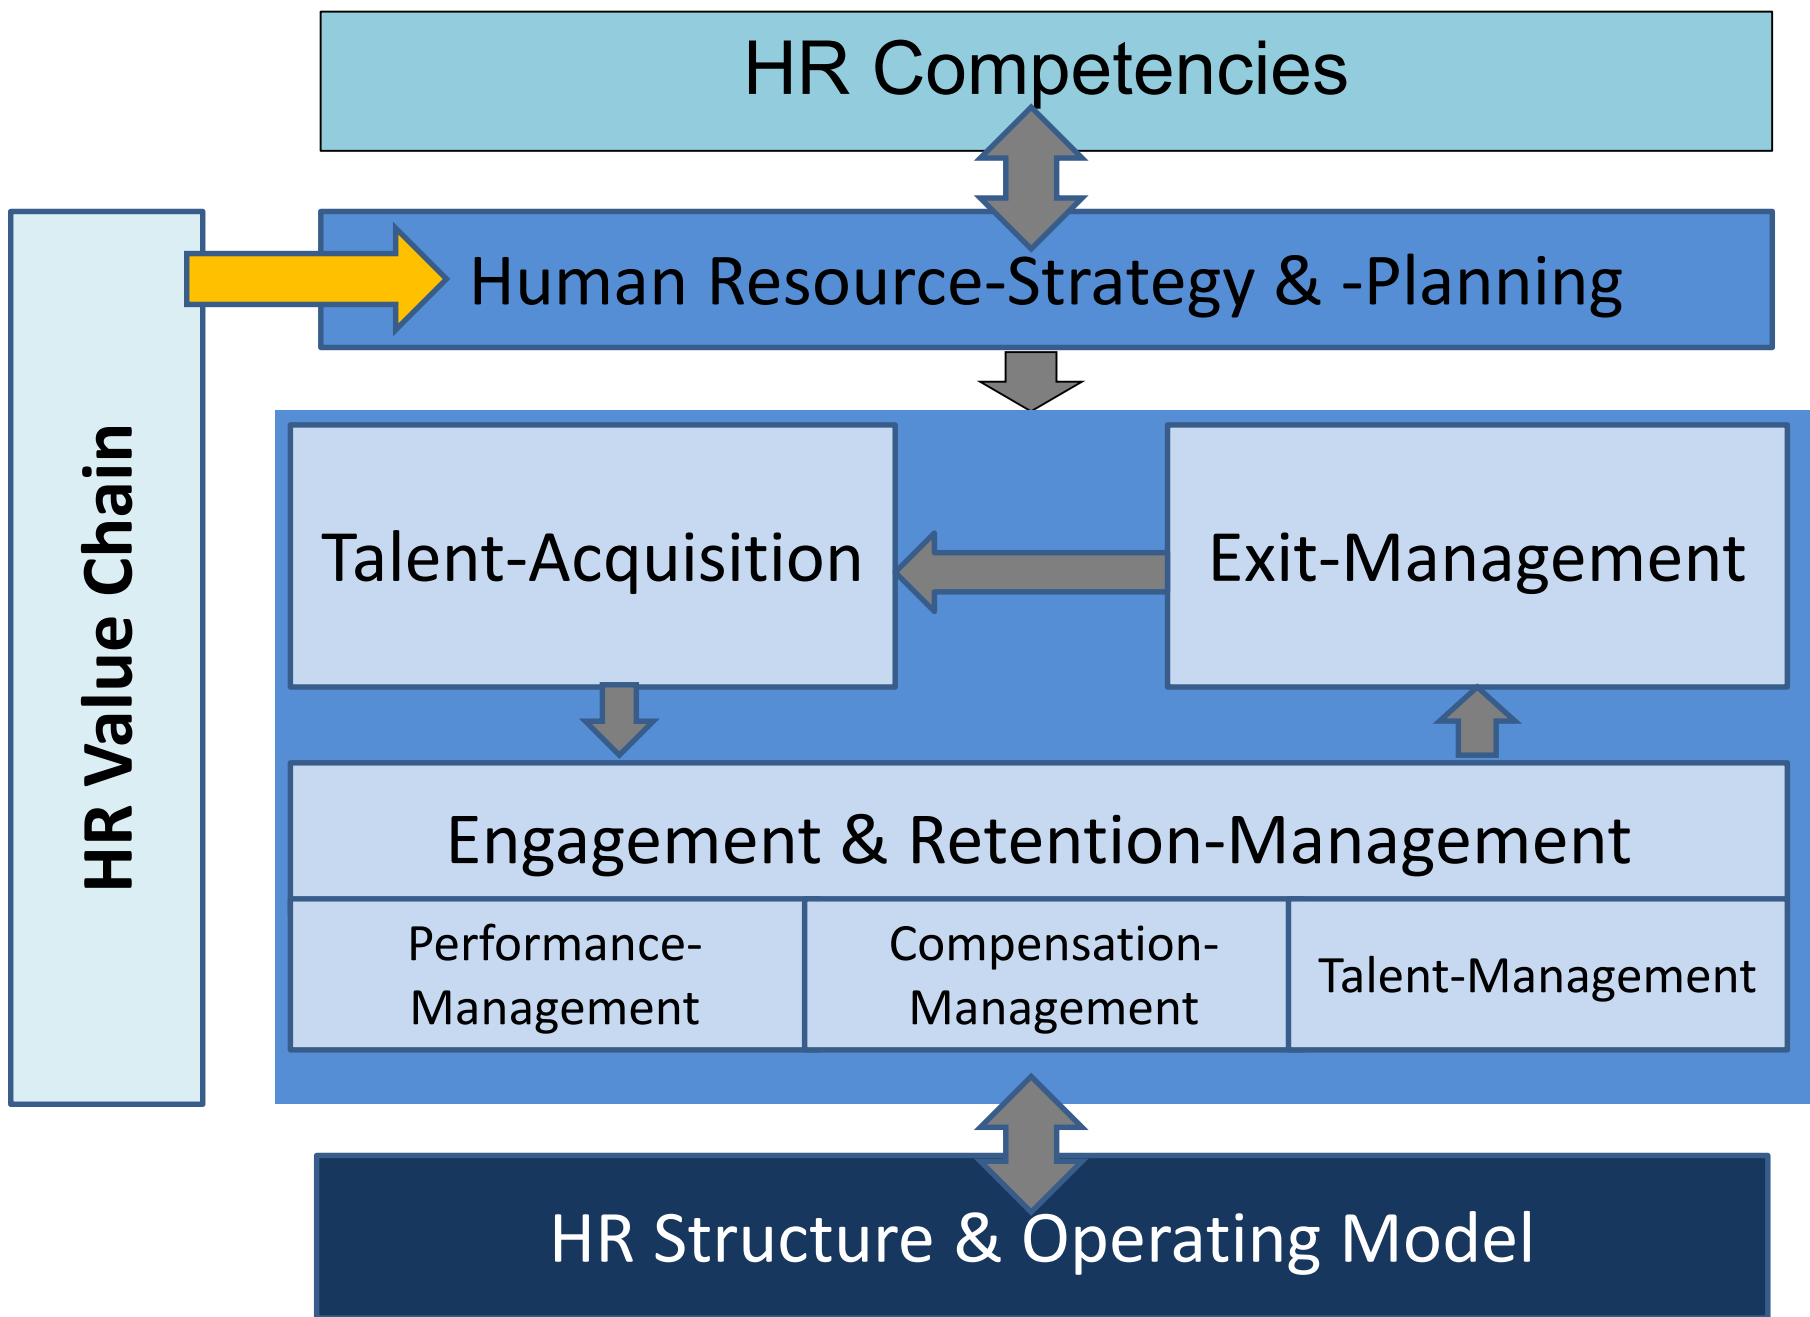 HR Competencies
HR Value Chain
Human Resource-Strategy & -Planning
Talent-Acquisition
Exit-Management
Engagement & Retention-Management
Performance-
Management
Compensation-
Management
Talent-Management
HR Structure & Operating Model